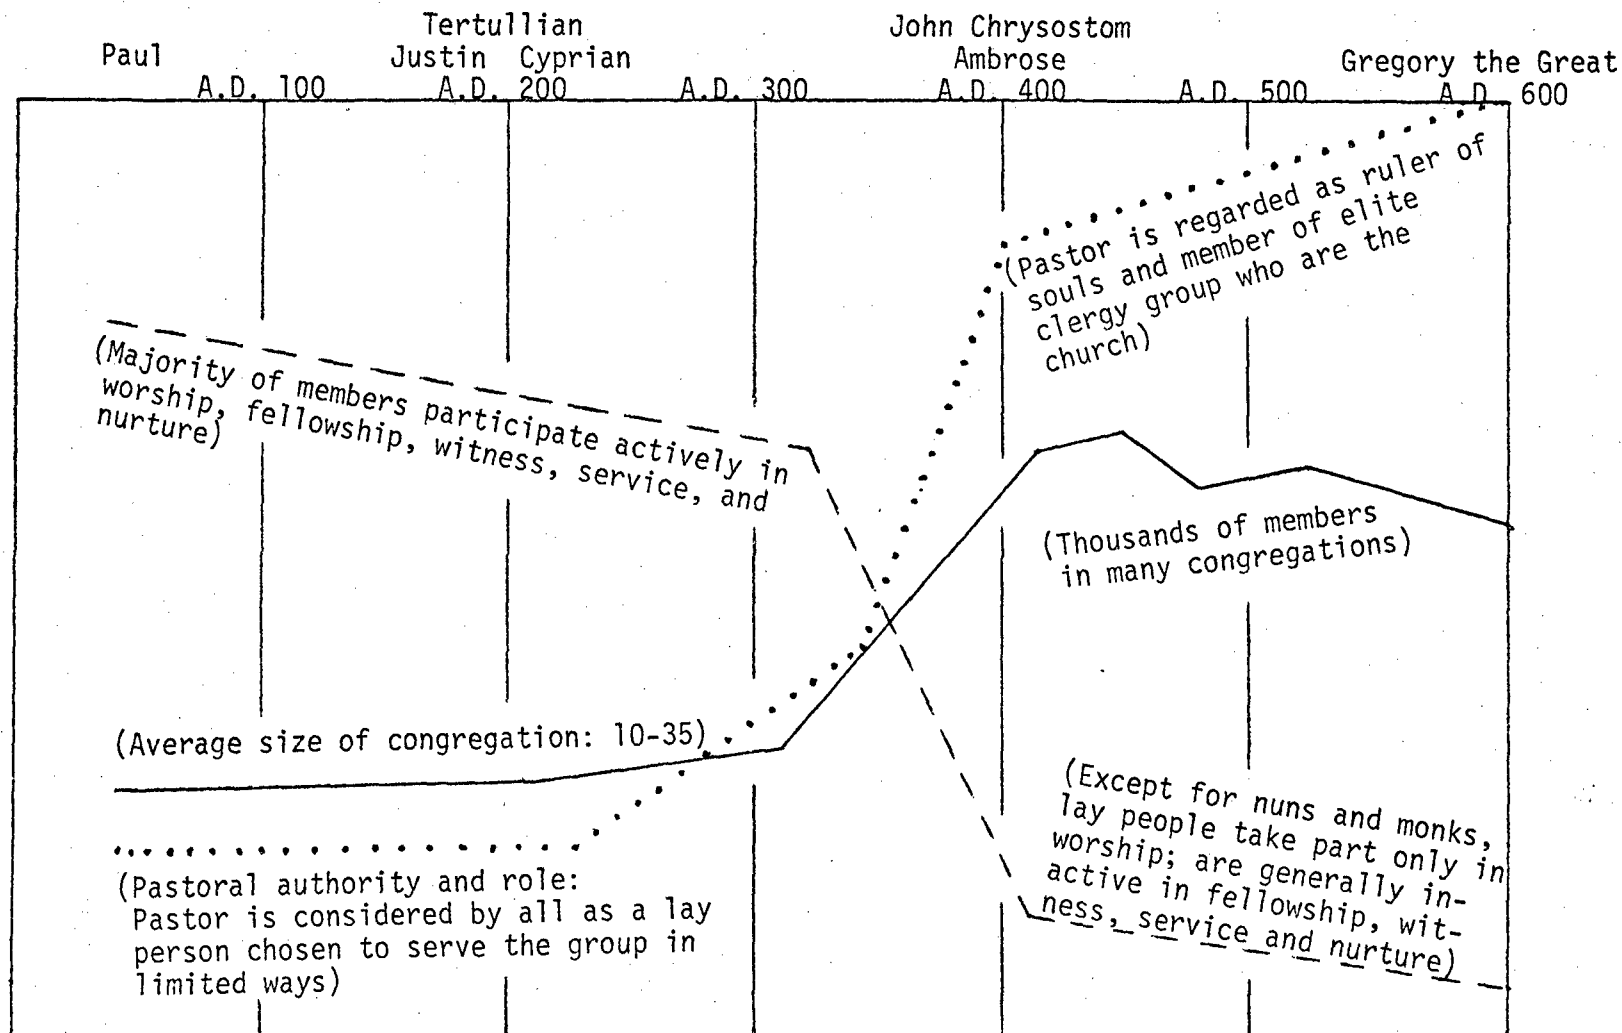 Tertullian
John Chrysostom
Paul
Justin Cyprian
Ambrose
Gregory the Great
A.D. 100
A.D. 200
A.D. 300
A.D. 400
A.D. 500
A.D. 600
(Pastor is regarded as ruler of
souls and member of elite
clergy group who are the
church)
(Majority of members participate actively in
worship, fellowship, witness, service, and
nurture)
(Thousands of members
in many congregations)
(Average size of congregation: 10-35)
(Except for nuns and monks,
lay people take part only in
worship; are generally in-
active in fellowship, wit-
ness, service and nurture)
(Pastoral authority and role:
Pastor is considered by all as a lay
person chosen to serve the group in
limited ways)